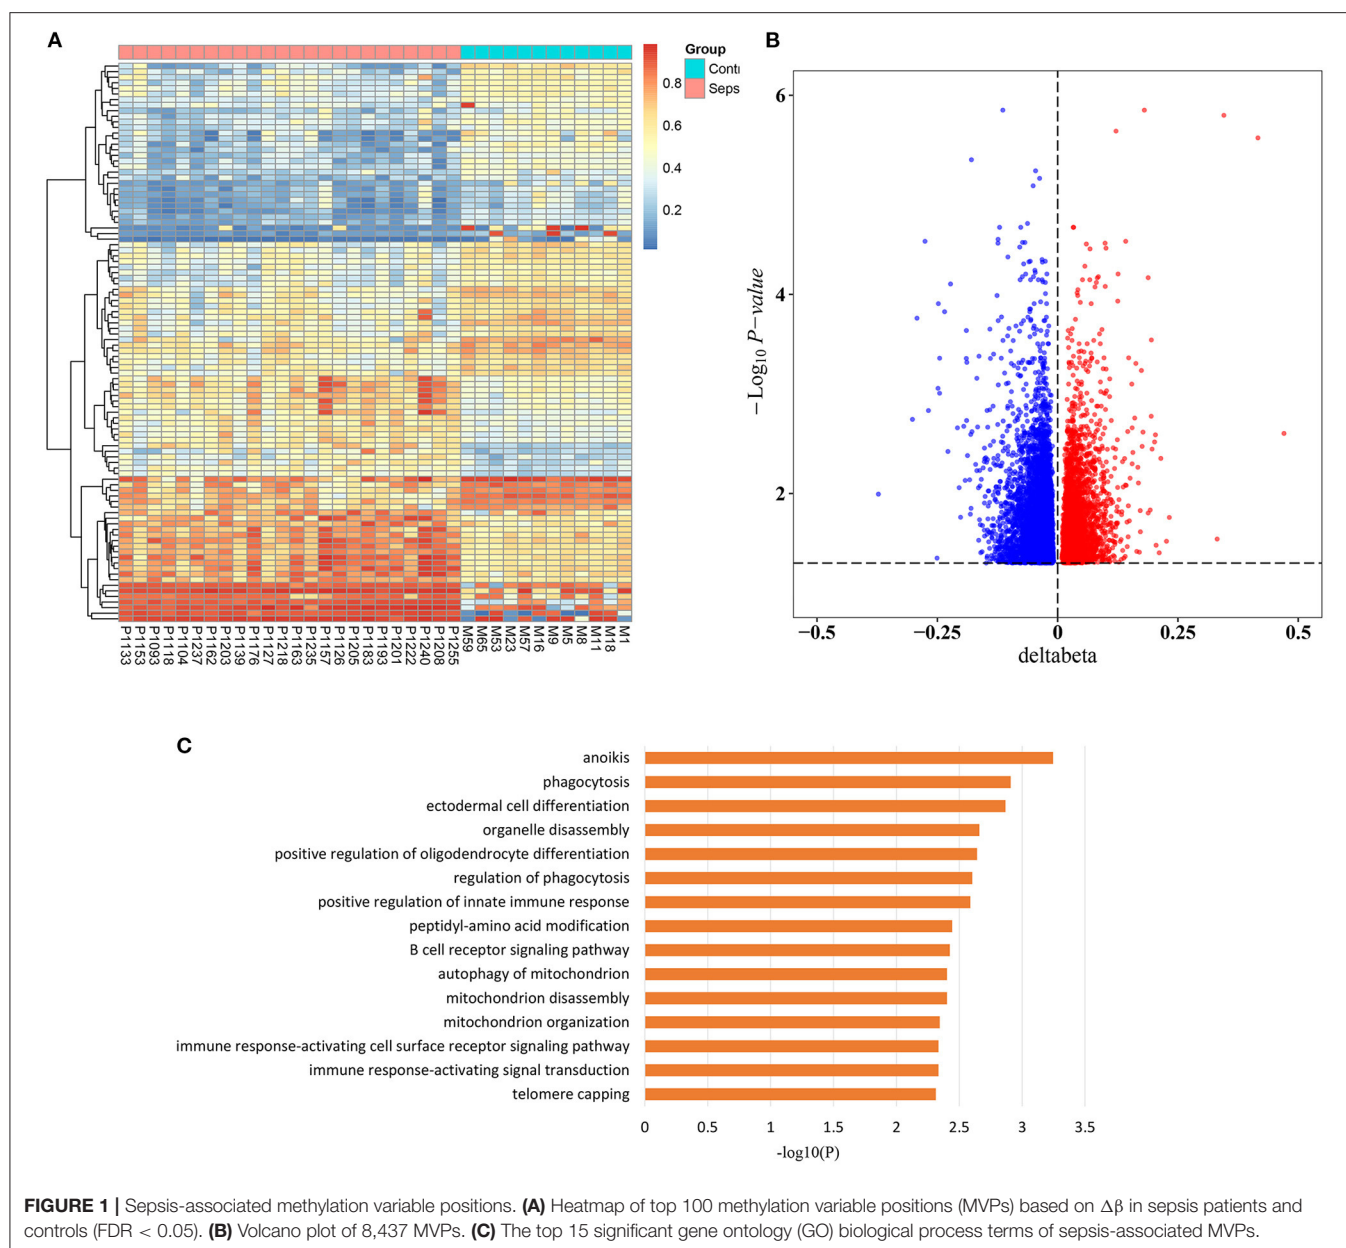 A
Group
Conti
Seps
0.8
0.6
0.4
0.2
P1133
P1153
P1093
P1118
P1104
P1237
P1162
P1203
P1139
P1176
P1127
P1218
P1163
P1235
P1157
P1126
P1205
P1183
P1193
P1201
P1222
P1240
P1208
P1255
M59
M65
M53
M23
M57
M16
M9
M5
M8
M11
M18
M1
B
6
4
2
−Log10 P−value
−0.5 −0.25 0 0.25 0.5
deltabeta
C
anoikis
phagocytosis
ectodermal cell differentiation
organelle disassembly
positive regulation of oligodendrocyte differentiation
regulation of phagocytosis
positive regulation of innate immune response
peptidyl-amino acid modification
B cell receptor signaling pathway
autophagy of mitochondrion
mitochondrion disassembly
mitochondrion organization
immune response-activating cell surface receptor signaling pathway
immune response-activating signal transduction
telomere capping
0 0.5 1 1.5 2 2.5 3 3.5
-log10(P)
FIGURE 1 | Sepsis-associated methylation variable positions. (A) Heatmap of top 100 methylation variable positions (MVPs) based on Δβ in sepsis patients and
controls (FDR < 0.05). (B) Volcano plot of 8,437 MVPs. (C) The top 15 significant gene ontology (GO) biological process terms of sepsis-associated MVPs.